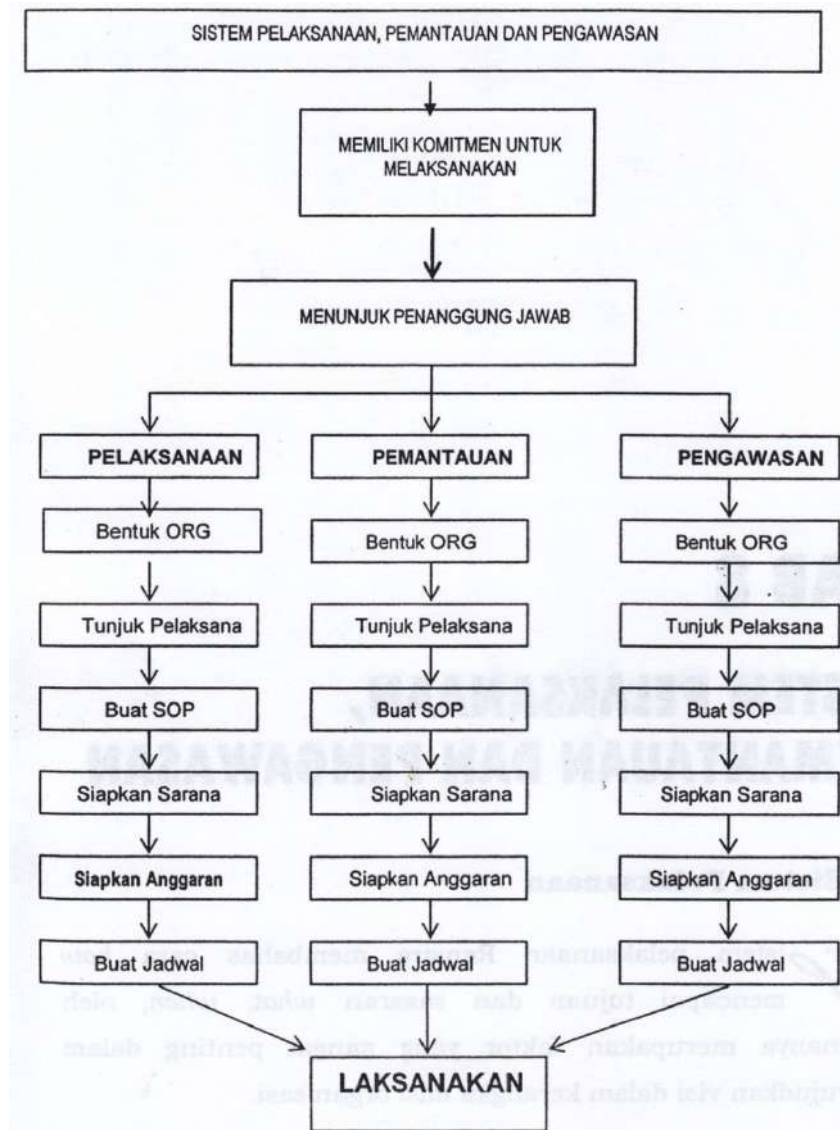 SISTEM PELAKSANAAN, PEMANTAUAN DAN PENGAWASAN
MEMILIKI KOMITMEN UNTUK
MELAKSANAKAN
MENUNJUK PENANGGUNG JAWAB
PELAKSANAAN
PEMANTAUAN
PENGAWASAN
Bentuk ORG
Bentuk ORG
Bentuk ORG
Tunjuk Pelaksana
Tunjuk Pelaksana
Tunjuk Pelaksana
Buat SOP
Buat SOP
Buat SOP
Siapkan Sarana
Siapkan Sarana
Siapkan Sarana
Siapkan Anggaran
Siapkan Anggaran
Siapkan Anggaran
Buat Jadwal
Buat Jadwal
Buat Jadwal
LAKSANAKAN